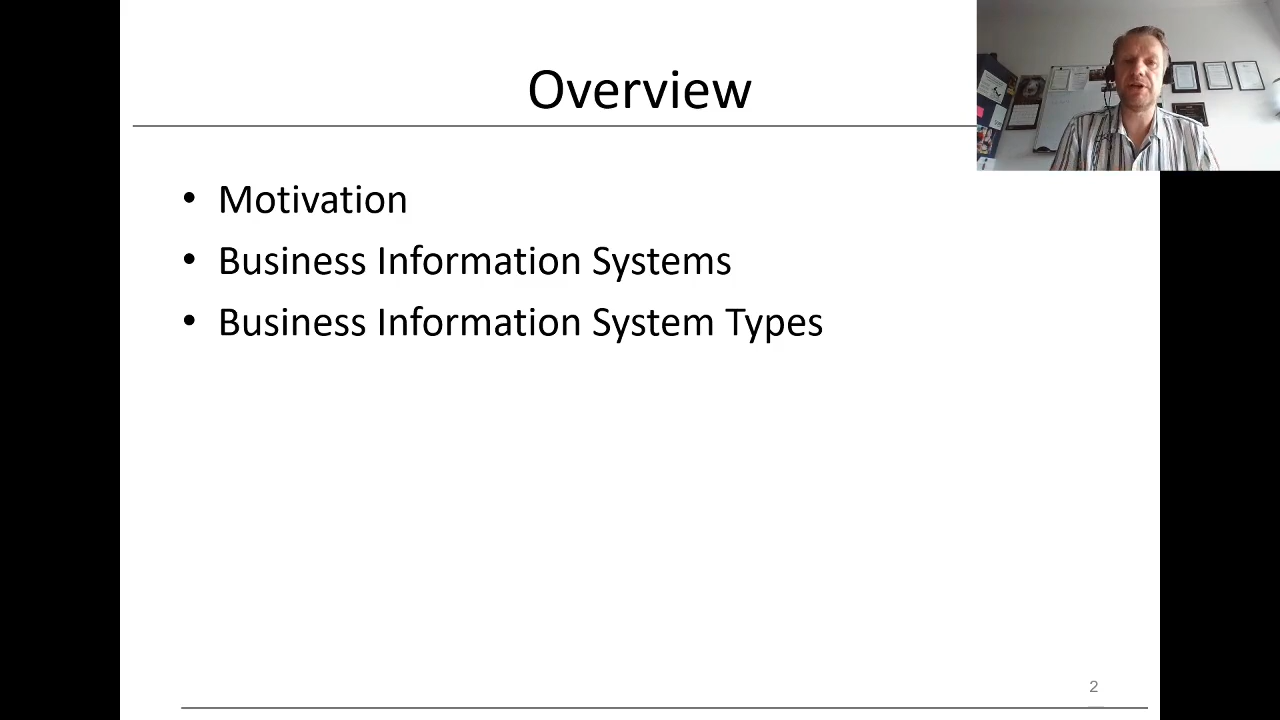 Overview
• Motivation
• Business Information Systems
• Business Information System Types
2